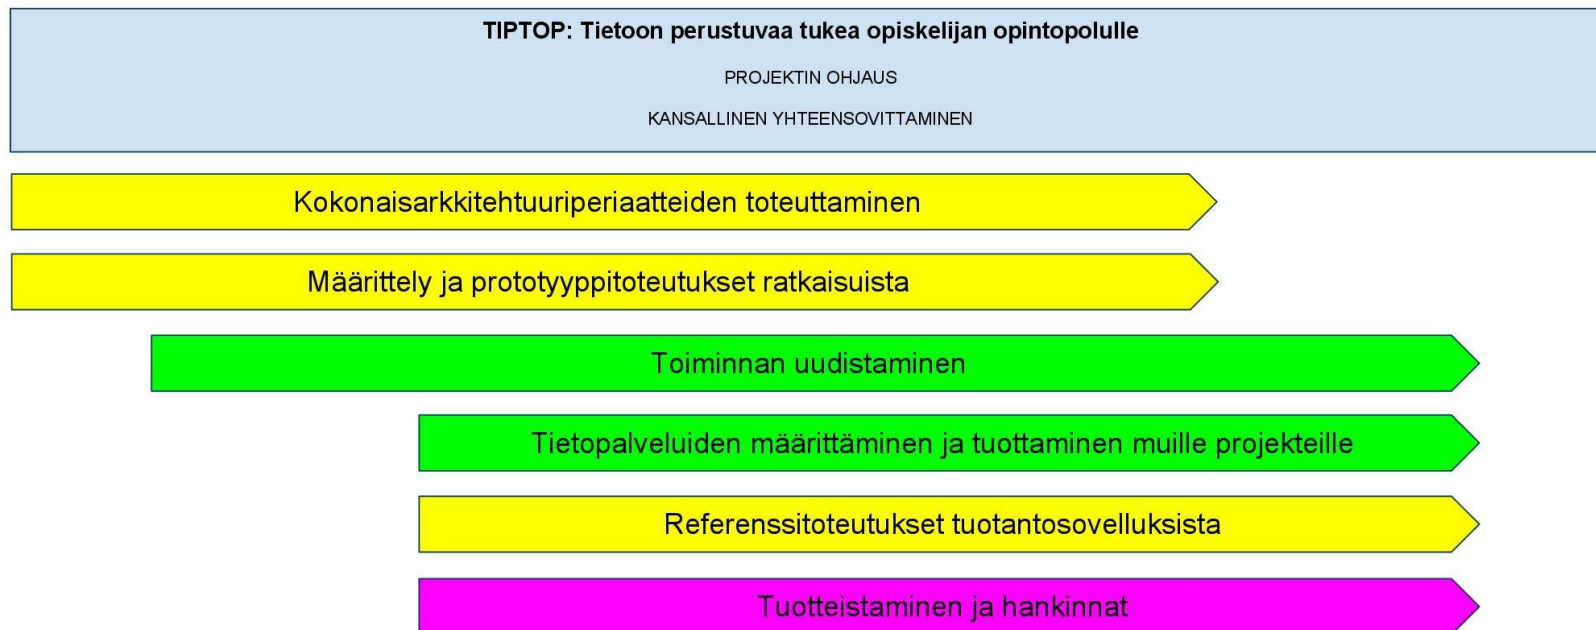 TIPTOP: Tietoon perustuvaa tukea opiskelijan opintopolulle
PROJEKTIN OHJAUS
KANSALLINEN YHTEENSOVITTAMINEN
Kokonaisarkkitehtuuriperiaatteiden toteuttaminen
Määrittely ja prototyyppitoteutukset ratkaisuista
Toiminnan uudistaminen
Tietopalveluiden määrittäminen ja tuottaminen muille projekteille
Referenssitoteutukset tuotantosovelluksista
Tuotteistaminen ja hankinnat